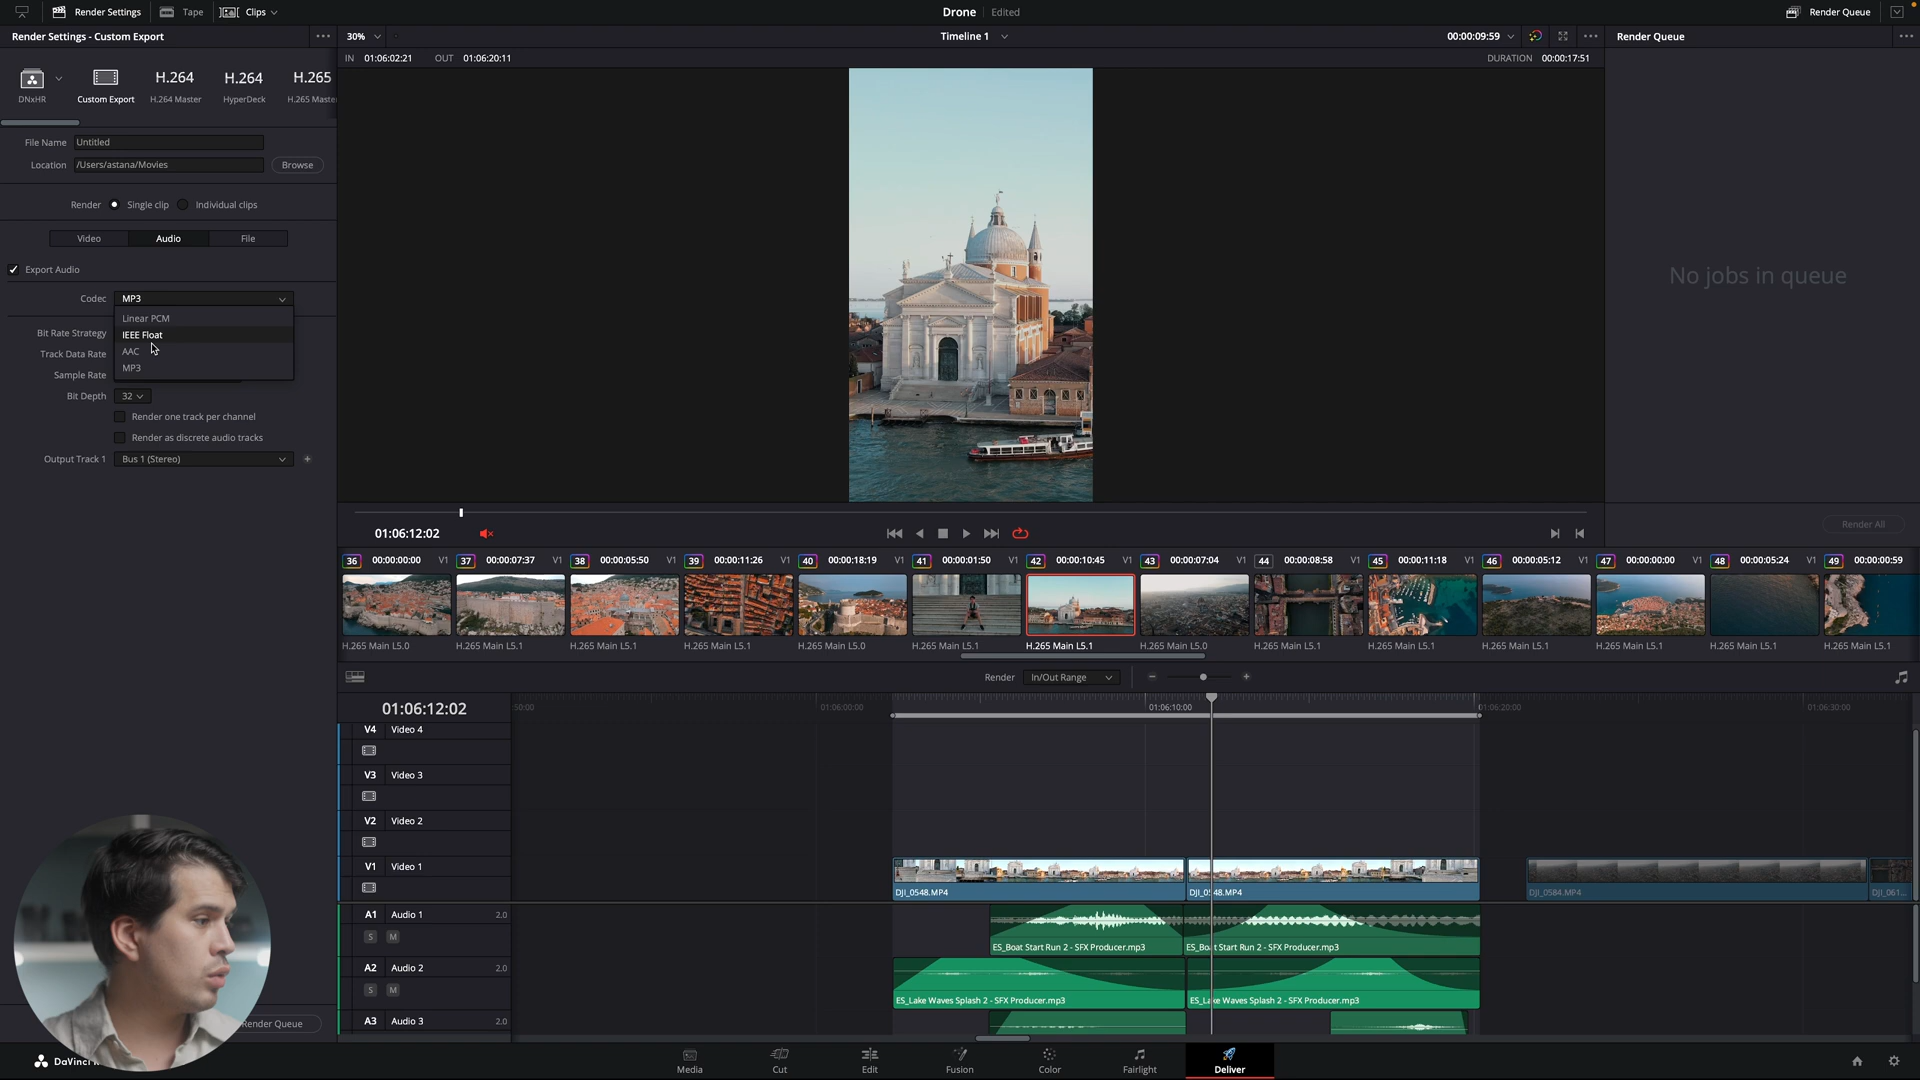 Render Settings
Tape
Clips
Drone
Edited
Render Queue
Render Settings - Custom Export
30%
Timeline 1
00:00:09:59
Render Queue
IN 01:06:02:21 OUT 01:06:20:11
DURATION 00:00:17:51
DNxHR
Custom Export
H.264
H.264 Master
H.264
HyperDeck
H.265
H.265 Master
File Name Untitled
Location /Users/astana/Movies Browse
Render Single clip Individual clips
Video Audio File
Export Audio
Codec MP3
Linear PCM
Bit Rate Strategy
IEEE Float
Track Data Rate
AAC
MP3
Sample Rate
Bit Depth 32
Render one track per channel
Render as discrete audio tracks
Output Track 1 Bus 1 (Stereo)
No jobs in queue
Render All
01:06:12:02
36 00:00:00:00 V1
37 00:00:07:37 V1
38 00:00:05:50 V1
39 00:00:11:26 V1
40 00:00:18:19 V1
41 00:00:01:50 V1
42 00:00:10:45 V1
43 00:00:07:04 V1
44 00:00:08:58 V1
45 00:00:11:18 V1
46 00:00:05:12 V1
47 00:00:00:00 V1
48 00:00:05:24 V1
49 00:00:00:59
H.265 Main L5.0
H.265 Main L5.1
H.265 Main L5.1
H.265 Main L5.1
H.265 Main L5.0
H.265 Main L5.1
H.265 Main L5.1
H.265 Main L5.0
H.265 Main L5.1
H.265 Main L5.1
H.265 Main L5.1
H.265 Main L5.1
H.265 Main L5.1
H.265 Main L5.1
Render In/Out Range
01:06:12:02
:50:00
01:06:00:00
01:06:10:00
01:06:20:00
01:06:30:00
V4 Video 4
V3 Video 3
V2 Video 2
V1 Video 1
DJI_0548.MP4
DJI_0548.MP4
DJI_0584.MP4
DJI_061...
A1 Audio 1 2.0
S M
ES_Boat Start Run 2 - SFX Producer.mp3
ES_Boat Start Run 2 - SFX Producer.mp3
A2 Audio 2 2.0
S M
ES_Lake Waves Splash 2 - SFX Producer.mp3
ES_Lake Waves Splash 2 - SFX Producer.mp3
A3 Audio 3 2.0
Render Queue
DaVinci
Media
Cut
Edit
Fusion
Color
Fairlight
Deliver